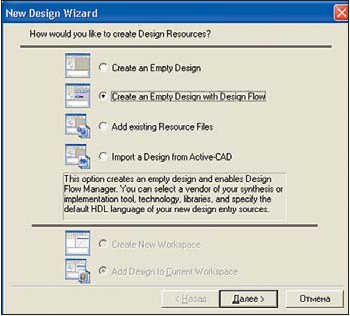 New Design Wizard
How would you like to create Design Resources?
Create an Empty Design
Create an Empty Design with Design Flow
Add existing Resource Files
Import a Design from Active-CAD
This option creates an empty design and enables Design
Flow Manager. You can select a vendor of your synthesis or
implementation tool, technology, libraries, and specify the
default HDL language of your new design entry sources.
Create New Workspace
Add Design to Current Workspace
< Назад
Далее >
Отмена